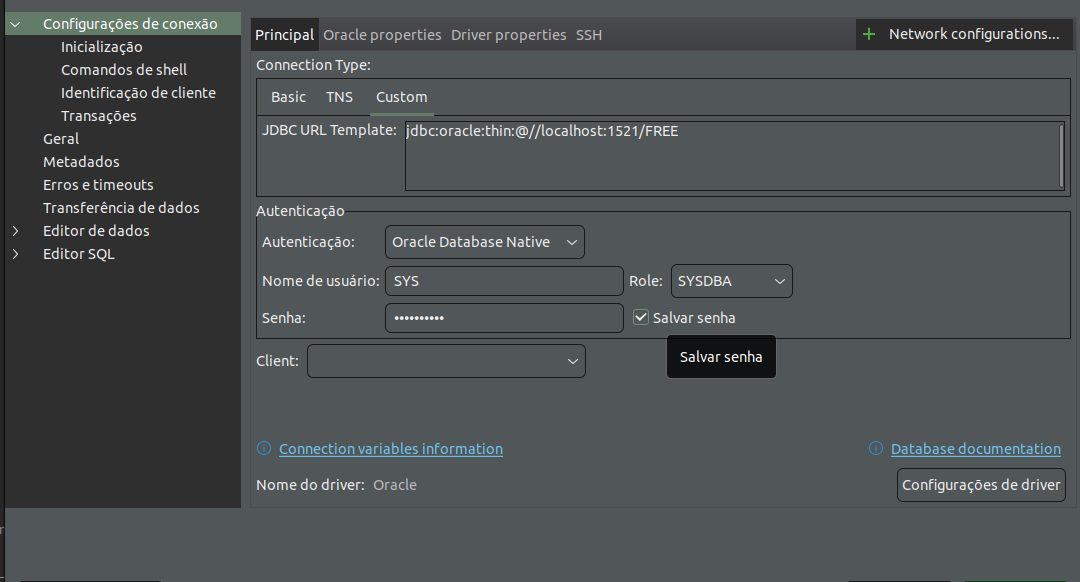 Configurações de conexão
Inicialização
Comandos de shell
Identificação de cliente
Transações
Geral
Metadados
Erros e timeouts
Transferência de dados
Editor de dados
Editor SQL
Principal Oracle properties Driver properties SSH
Network configurations...
Connection Type:
Basic TNS Custom
JDBC URL Template: jdbc:oracle:thin:@//localhost:1521/FREE
Autenticação
Autenticação: Oracle Database Native
Nome de usuário: SYS Role: SYSDBA
Senha: •••••••••• Salvar senha
Salvar senha
Client:
Connection variables information Database documentation
Nome do driver: Oracle Configurações de driver